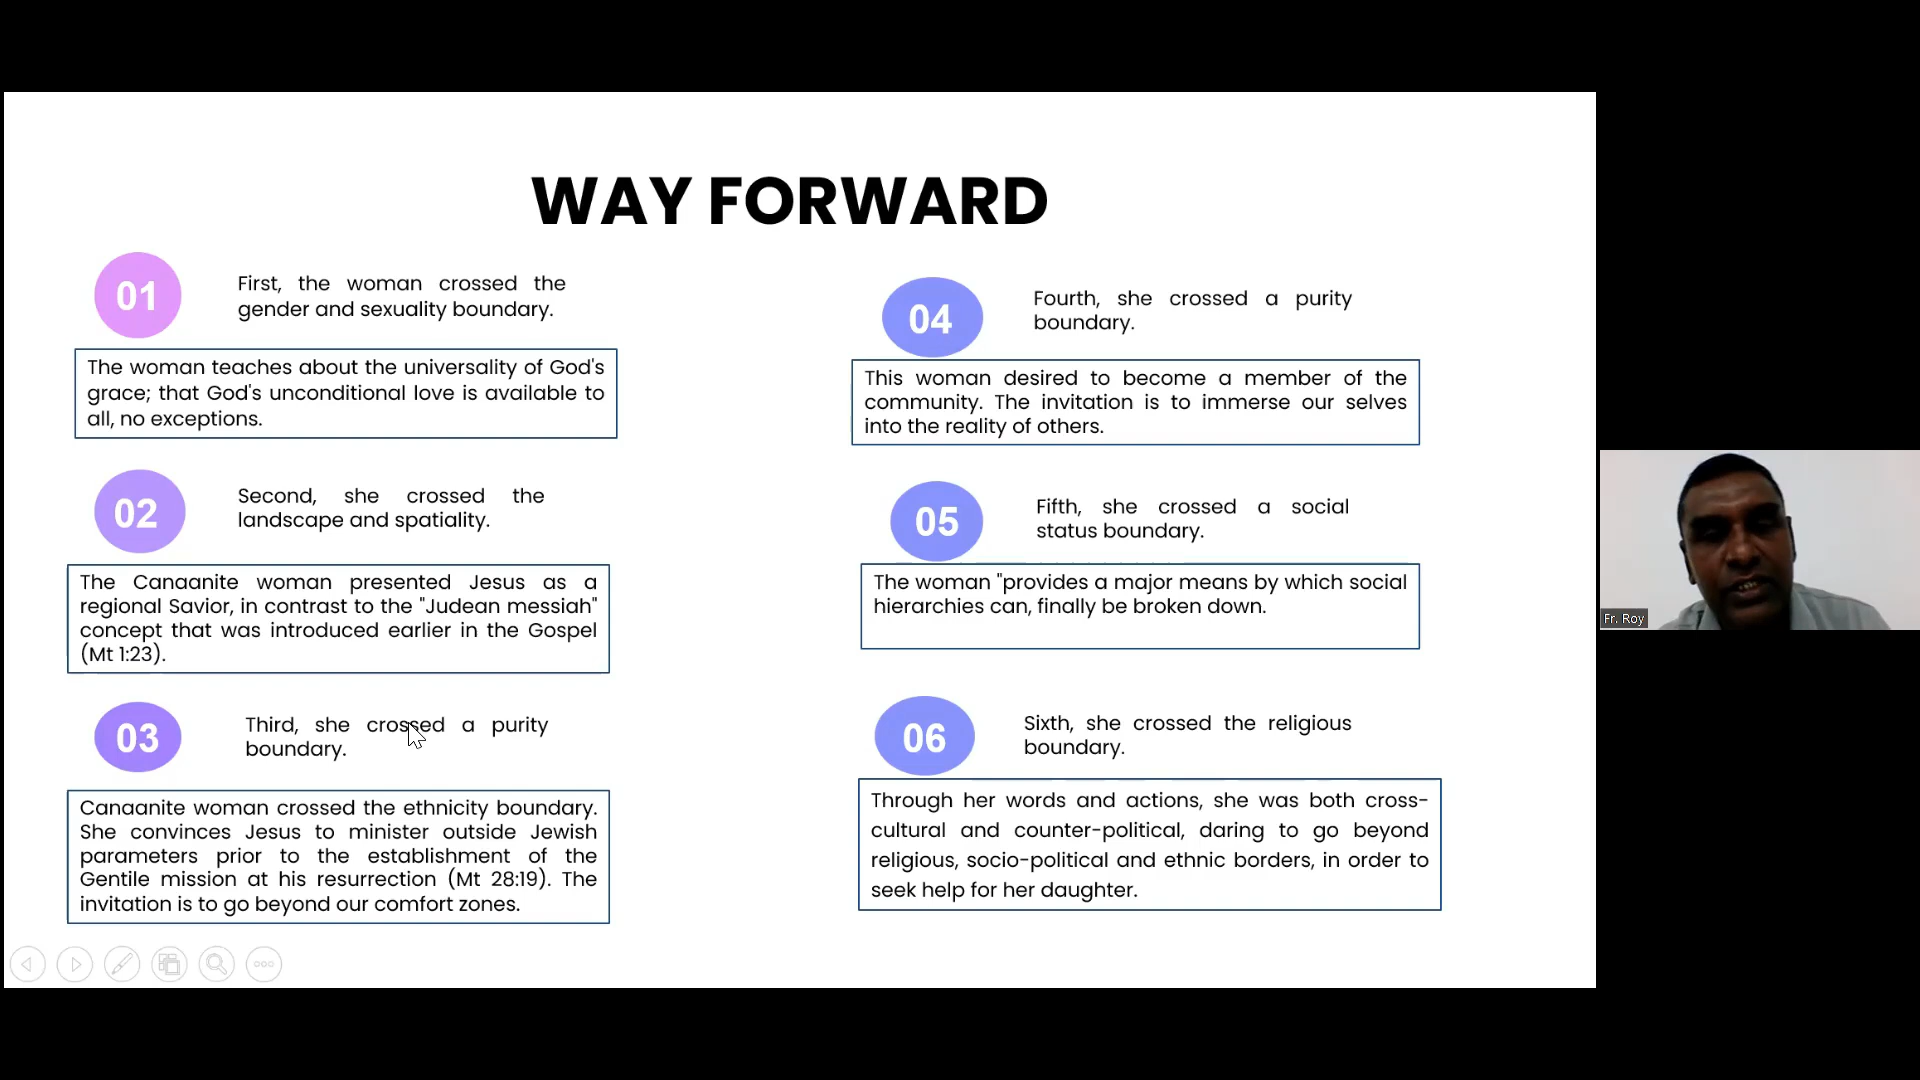 WAY FORWARD
01
First, the woman crossed the
gender and sexuality boundary.
The woman teaches about the universality of God's
grace; that God's unconditional love is available to
all, no exceptions.
02
Second, she crossed the
landscape and spatiality.
The Canaanite woman presented Jesus as a
regional Savior, in contrast to the "Judean messiah"
concept that was introduced earlier in the Gospel
(Mt 1:23).
03
Third, she crossed a purity
boundary.
Canaanite woman crossed the ethnicity boundary.
She convinces Jesus to minister outside Jewish
parameters prior to the establishment of the
Gentile mission at his resurrection (Mt 28:19). The
invitation is to go beyond our comfort zones.
04
Fourth, she crossed a purity
boundary.
This woman desired to become a member of the
community. The invitation is to immerse our selves
into the reality of others.
05
Fifth, she crossed a social
status boundary.
The woman "provides a major means by which social
hierarchies can, finally be broken down.
06
Sixth, she crossed the religious
boundary.
Through her words and actions, she was both cross-
cultural and counter-political, daring to go beyond
religious, socio-political and ethnic borders, in order to
seek help for her daughter.
Fr. Roy